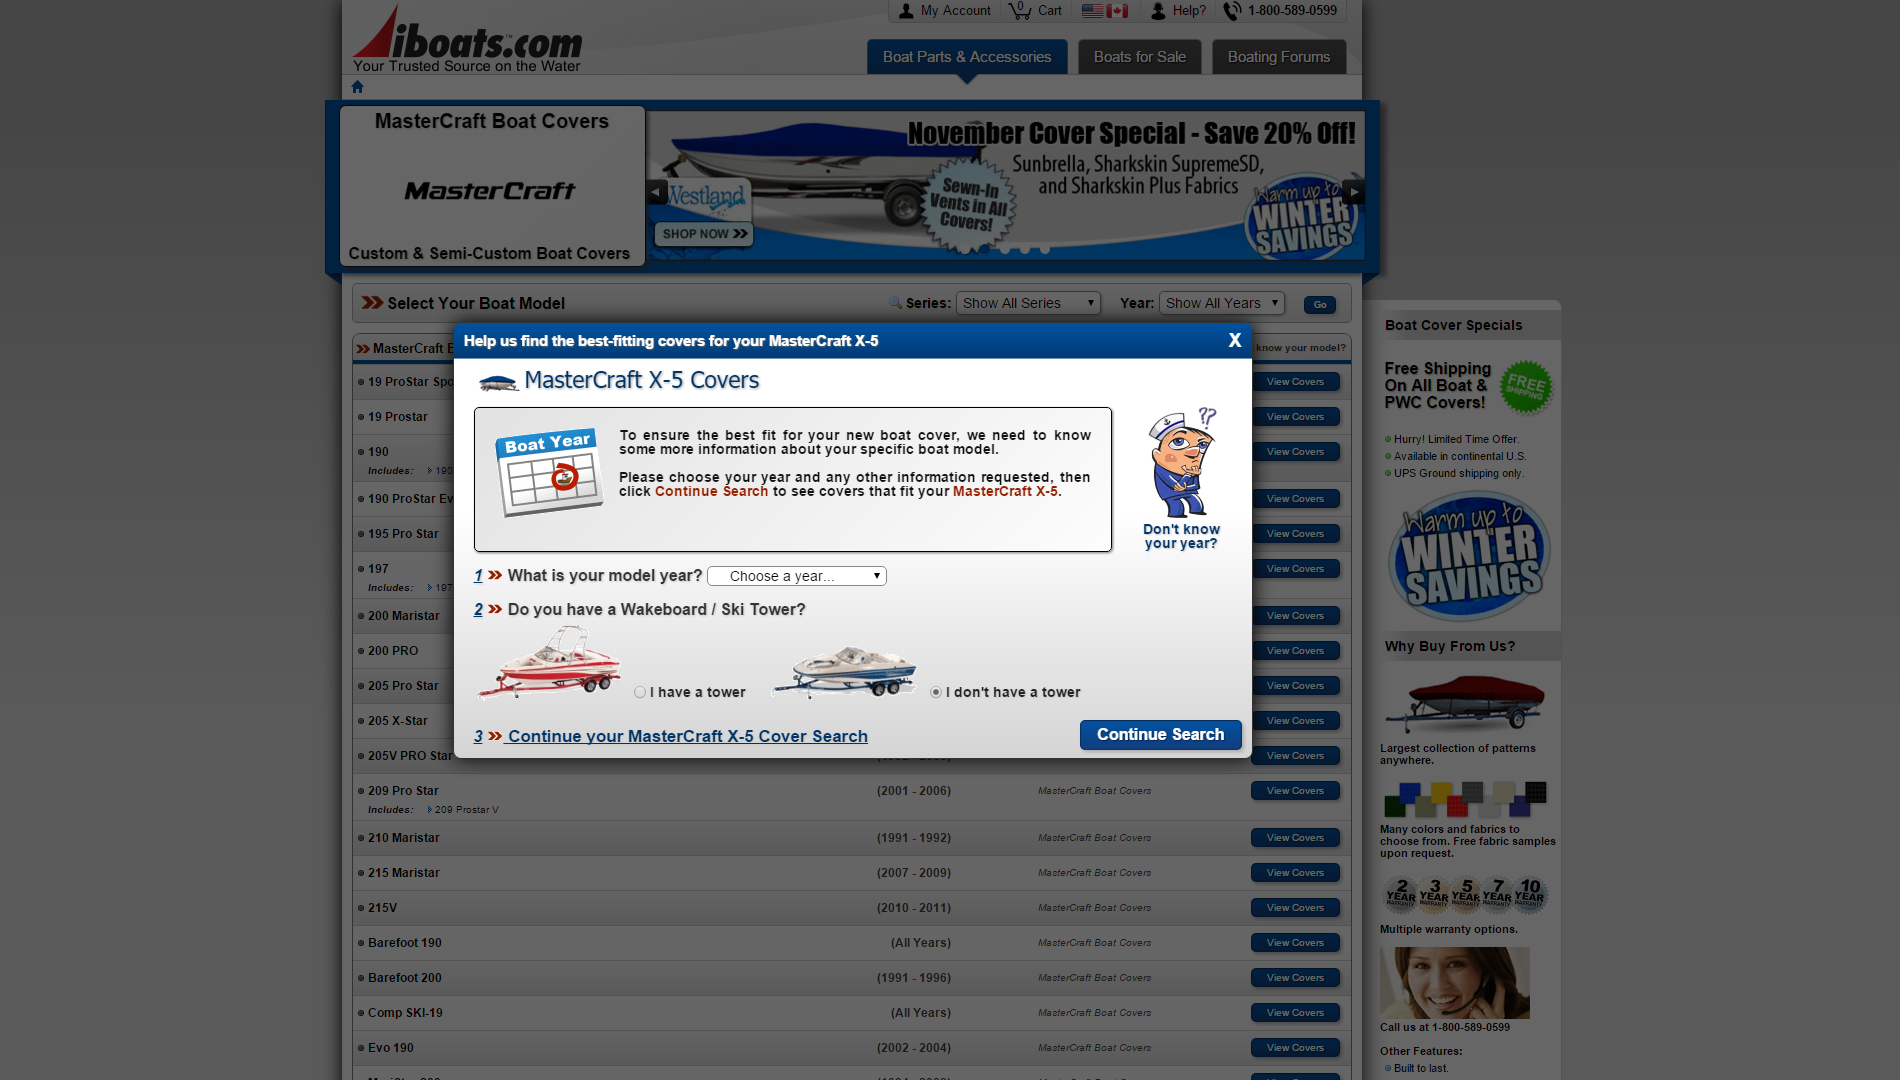 My Account
0
Cart
Help?
1-800-589-0599
iboats.com
Your Trusted Source on the Water
Boat Parts & Accessories
Boats for Sale
Boating Forums
MasterCraft Boat Covers
MasterCraft
Custom & Semi-Custom Boat Covers
November Cover Special - Save 20% Off!
Sunbrella, Sharkskin SupremeSD,
and Sharkskin Plus Fabrics
Westland
SHOP NOW
Sewn-In
Vents in All
Covers!
Warm up to
WINTER
SAVINGS
Select Your Boat Model
Series: Show All Series
Year: Show All Years
Go
MasterCraft
know your model?
Help us find the best-fitting covers for your MasterCraft X-5
X
MasterCraft X-5 Covers
Boat Year
To ensure the best fit for your new boat cover, we need to know
some more information about your specific boat model.
Please choose your year and any other information requested, then
click Continue Search to see covers that fit your MasterCraft X-5.
??
Don't know
your year?
1 What is your model year? Choose a year...
2 Do you have a Wakeboard / Ski Tower?
I have a tower
I don't have a tower
3 Continue your MasterCraft X-5 Cover Search
Continue Search
19 ProStar Spo
View Covers
19 Prostar
View Covers
190
Includes: 190
View Covers
190 ProStar Ev
View Covers
195 Pro Star
View Covers
197
Includes: 197
View Covers
200 Maristar
View Covers
200 PRO
View Covers
205 Pro Star
View Covers
205 X-Star
View Covers
205V PRO Star
View Covers
209 Pro Star (2001 - 2006) MasterCraft Boat Covers View Covers
Includes: 209 Prostar V
210 Maristar (1991 - 1992) MasterCraft Boat Covers View Covers
215 Maristar (2007 - 2009) MasterCraft Boat Covers View Covers
215V (2010 - 2011) MasterCraft Boat Covers View Covers
Barefoot 190 (All Years) MasterCraft Boat Covers View Covers
Barefoot 200 (1991 - 1996) MasterCraft Boat Covers View Covers
Comp SKI-19 (All Years) MasterCraft Boat Covers View Covers
Evo 190 (2002 - 2004) MasterCraft Boat Covers View Covers
Boat Cover Specials
Free Shipping
On All Boat &
PWC Covers!
FREE
SHIPPING
Hurry! Limited Time Offer.
Available in continental U.S.
UPS Ground shipping only.
Warm up to
WINTER
SAVINGS
Why Buy From Us?
Largest collection of patterns
anywhere.
Many colors and fabrics to
choose from. Free fabric samples
upon request.
2 YEAR WARRANTY
3 YEAR WARRANTY
5 YEAR WARRANTY
7 YEAR WARRANTY
10 YEAR WARRANTY
Multiple warranty options.
Call us at 1-800-589-0599
Other Features:
Built to last.